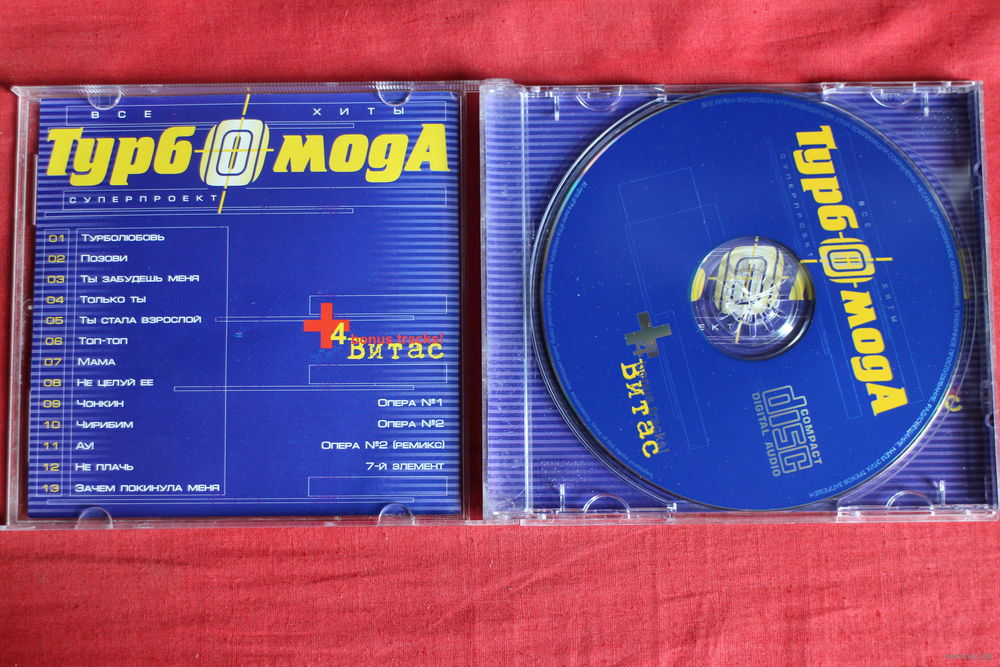 ВСЕ ХИТЫ
ТурбОмодА
СУПЕРПРОЕКТ
01 ТУРБОЛЮБОВЬ
02 ПОЗОВИ
03 ТЫ ЗАБУДЕШЬ МЕНЯ
04 ТОЛЬКО ТЫ
05 ТЫ СТАЛА ВЗРОСЛОЙ
06 ТОП-ТОП
07 МАМА
08 НЕ ЦЕЛУЙ ЕЕ
09 ЧОНКИН
10 ЧИРИБИМ
11 АУ!
12 НЕ ПЛАЧЬ
13 ЗАЧЕМ ПОКИНУЛА МЕНЯ
+4 bonus tracks!
Витас
ОПЕРА №1
ОПЕРА №2
ОПЕРА №2 (РЕМИКС)
7-й ЭЛЕМЕНТ
ВСЕ ХИТЫ
ТурбОмодА
СУПЕРПРОЕКТ
+4
Витас
COMPACT
disc
DIGITAL AUDIO